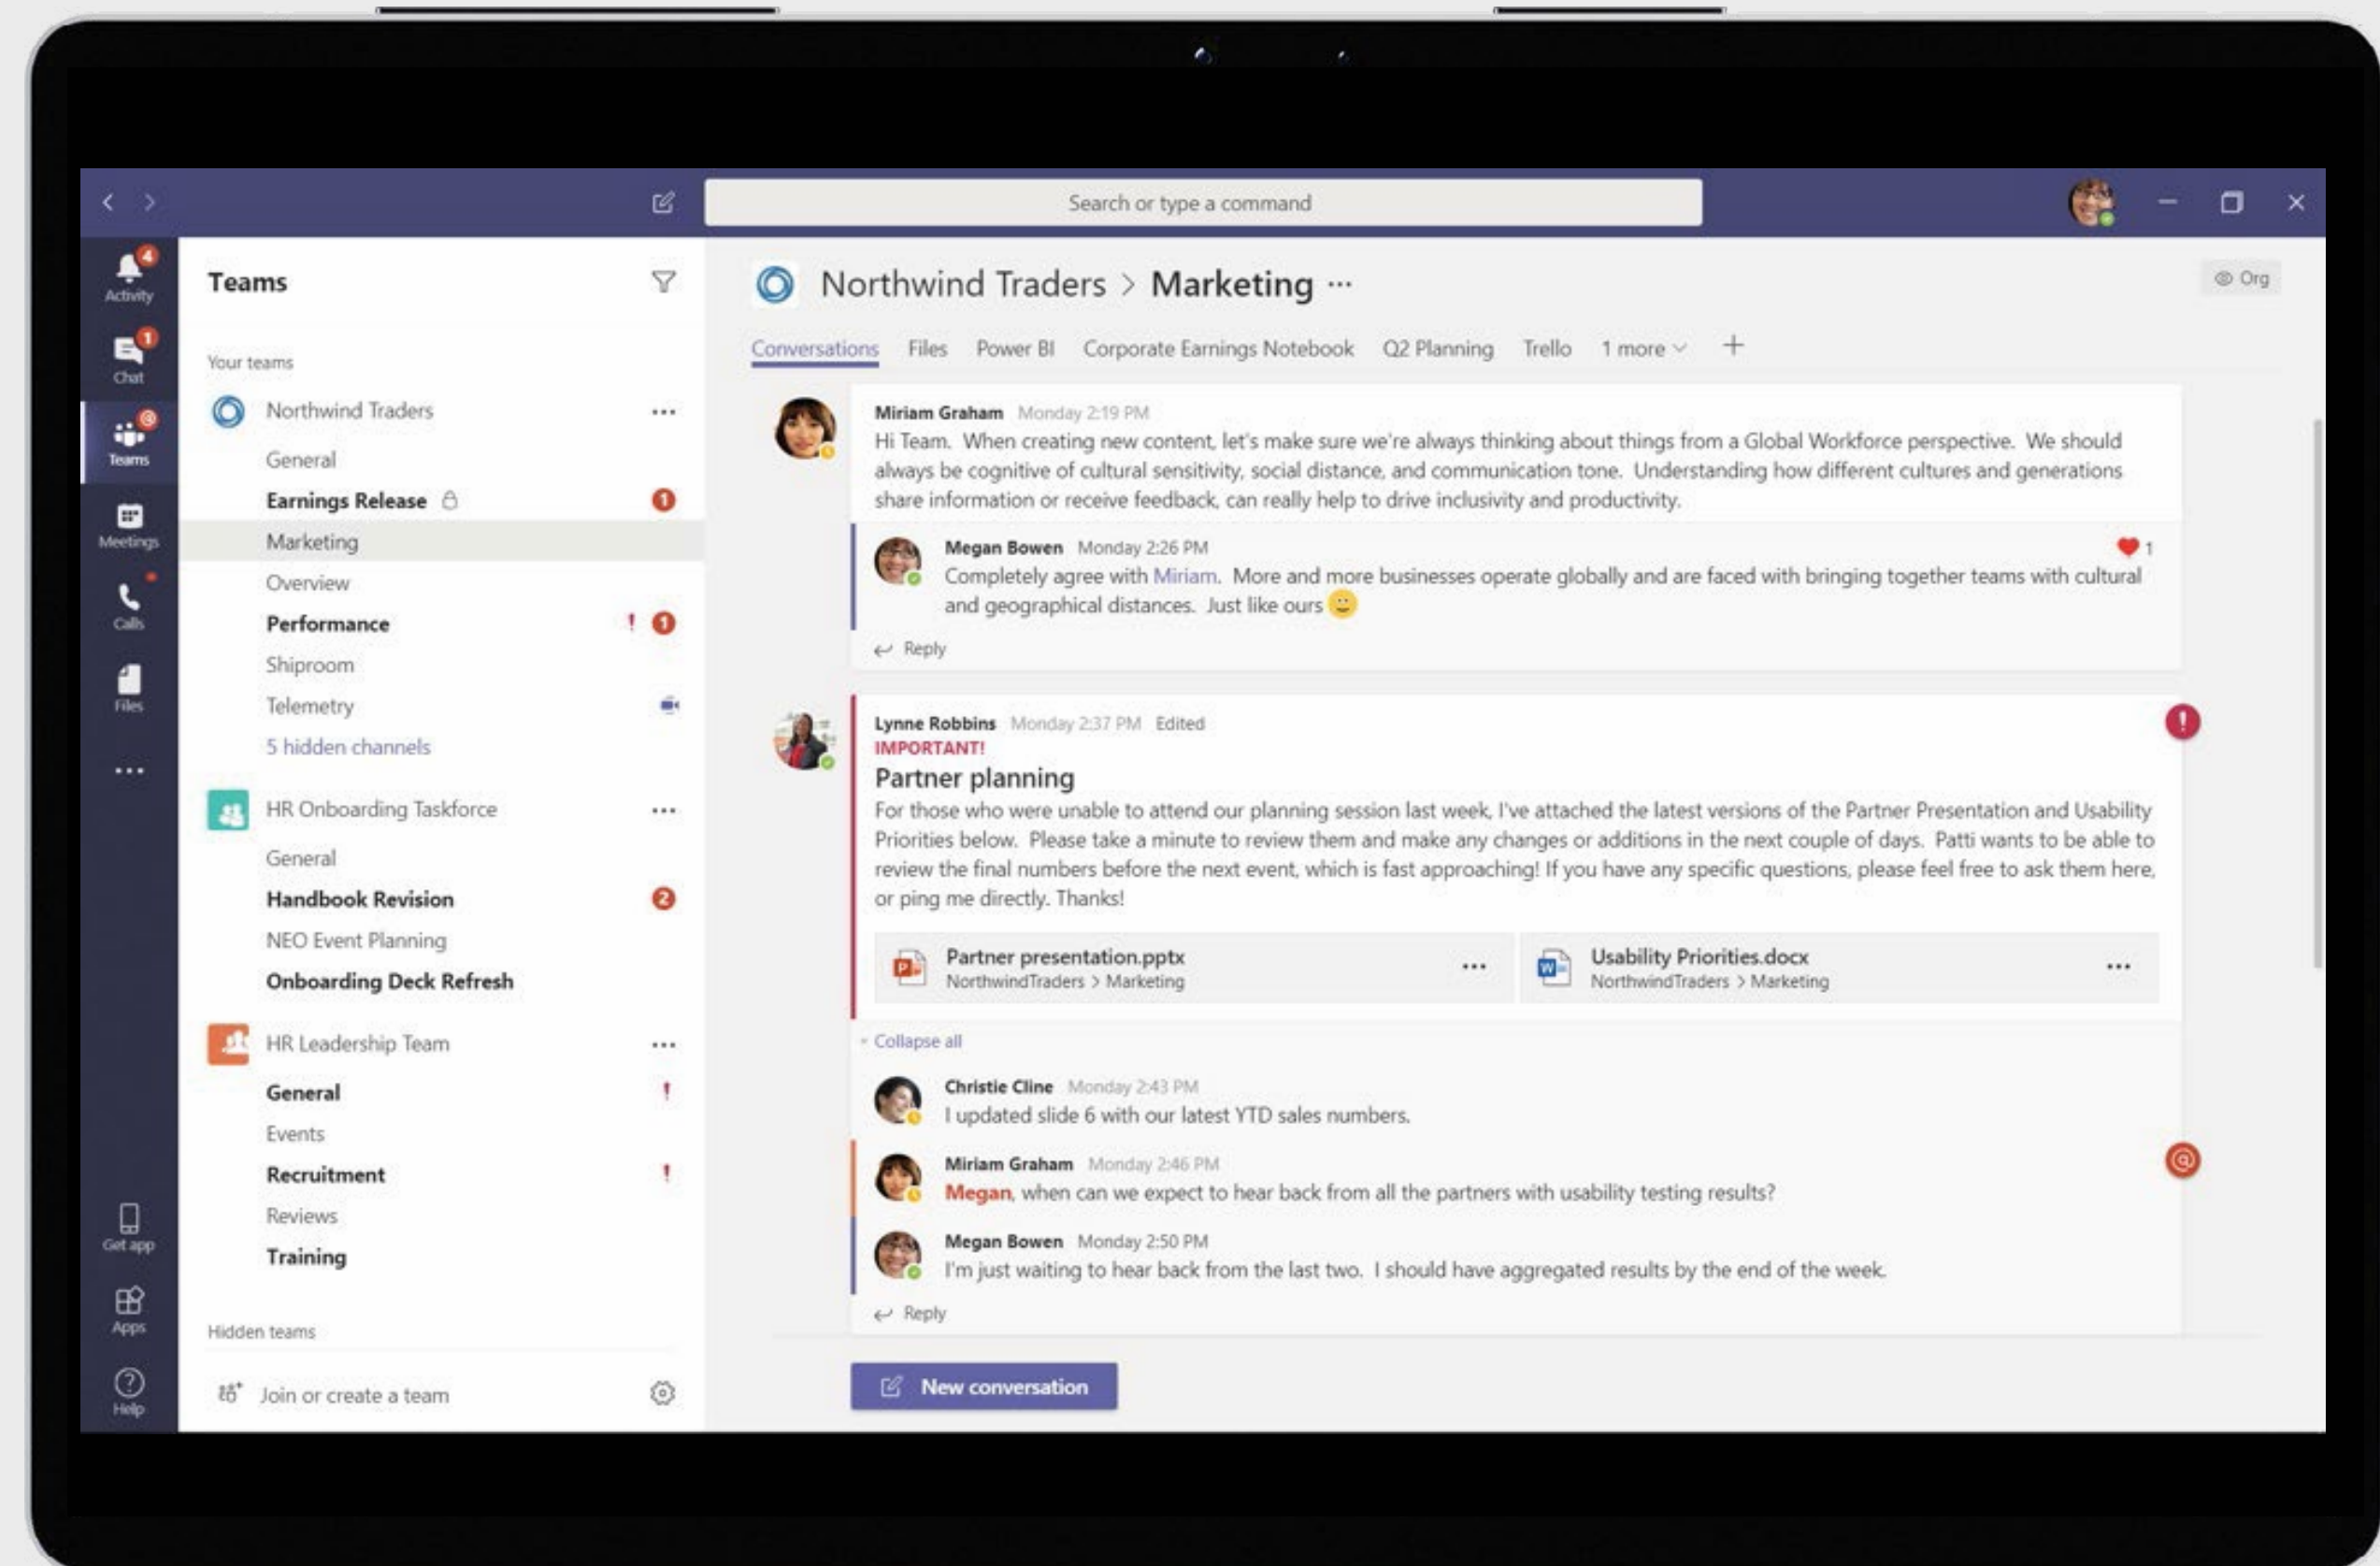 Search or type a command
4
Activity
1
Chat
Teams
Meetings
Calls
Files
Get app
Apps
Help
Teams
Your teams
Northwind Traders
General
Earnings Release 1
Marketing
Overview
Performance ! 1
Shiproom
Telemetry
5 hidden channels
HR Onboarding Taskforce
General
Handbook Revision 2
NEO Event Planning
Onboarding Deck Refresh
HR Leadership Team
General !
Events
Recruitment !
Reviews
Training
Hidden teams
Join or create a team
Northwind Traders > Marketing ...
Org
Conversations Files Power BI Corporate Earnings Notebook Q2 Planning Trello 1 more +
Miriam Graham Monday 2:19 PM
Hi Team. When creating new content, let's make sure we're always thinking about things from a Global Workforce perspective. We should
always be cognitive of cultural sensitivity, social distance, and communication tone. Understanding how different cultures and generations
share information or receive feedback, can really help to drive inclusivity and productivity.
Megan Bowen Monday 2:26 PM 1
Completely agree with Miriam. More and more businesses operate globally and are faced with bringing together teams with cultural
and geographical distances. Just like ours 🙂
Reply
Lynne Robbins Monday 2:37 PM Edited !
IMPORTANT!
Partner planning
For those who were unable to attend our planning session last week, I've attached the latest versions of the Partner Presentation and Usability
Priorities below. Please take a minute to review them and make any changes or additions in the next couple of days. Patti wants to be able to
review the final numbers before the next event, which is fast approaching! If you have any specific questions, please feel free to ask them here,
or ping me directly. Thanks!
Partner presentation.pptx
NorthwindTraders > Marketing
Usability Priorities.docx
NorthwindTraders > Marketing
Collapse all
Christie Cline Monday 2:43 PM
I updated slide 6 with our latest YTD sales numbers.
Miriam Graham Monday 2:46 PM @
Megan, when can we expect to hear back from all the partners with usability testing results?
Megan Bowen Monday 2:50 PM
I'm just waiting to hear back from the last two. I should have aggregated results by the end of the week.
Reply
New conversation